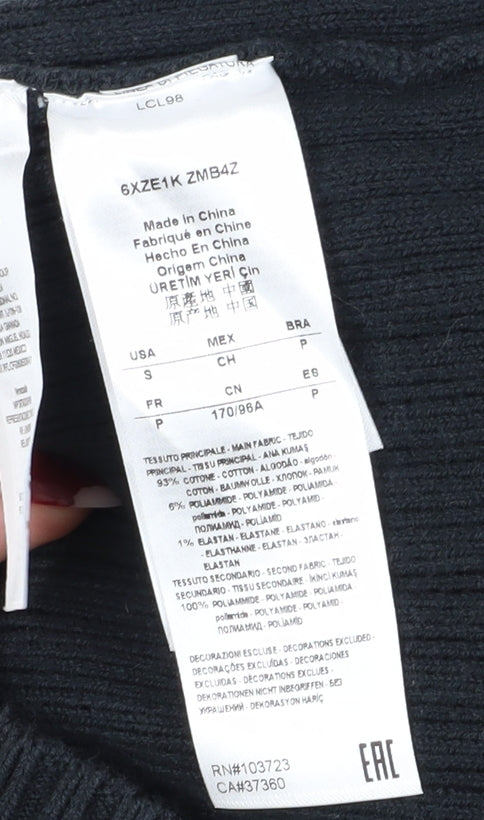 LCL98
6XZE1K ZMB4Z
Made in China
Fabriqué en Chine
Hecho En China
Origem China
ÜRETİM YERİ Çin
原產地 中國
原产地 中国
USA MEX BRA
S CH P
FR CN ES
P 170/96A P
TESSUTO PRINCIPALE - MAIN FABRIC - TEJIDO
PRINCIPAL - TISSU PRINCIPAL - ANA KUMAŞ
93% COTONE - COTTON - ALGODÃO - algodón-
COTON - BAUMWOLLE - ХЛОПОК - PAMUK
6% POLIAMMIDE - POLYAMIDE - POLIAMIDA-
poliamida - POLYAMIDE - POLYAMID -
ПОЛИАМИД - POLİAMİD
1% ELASTAN - ELASTANE - ELASTANO - elastano-
- ELASTHANNE - ELASTAN - ЭЛАСТАН-
ELASTAN
TESSUTO SECONDARIO - SECOND FABRIC - TEJIDO
SECUNDARIO - TISSU SECONDAIRE - İKİNCİ KUMAŞ
100% POLIAMMIDE - POLYAMIDE - POLIAMIDA-
poliamida - POLYAMIDE - POLYAMID -
ПОЛИАМИД - POLİAMİD
DECORAZIONI ESCLUSE - DECORATIONS EXCLUDED -
DECORAÇÕES EXCLUÍDAS - DECORACIONES
EXCLUIDAS - DÉCORATIONS EXCLUES -
DEKORATIONEN NICHT INBEGRIFFEN - БЕЗ
УКРАШЕНИЙ - DEKORASYON HARİÇ
RN#103723
CA#37360
EAC